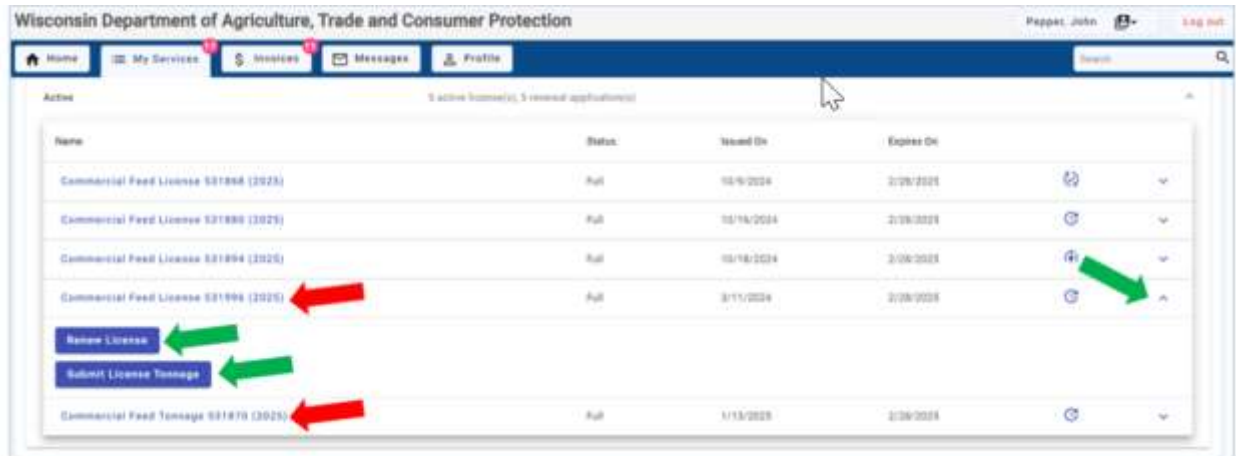 Wisconsin Department of Agriculture, Trade and Consumer Protection Pepper, John Log out
Home My Services Invoices Messages Profile Search
Active 5 active license(s), 5 renewal application(s)
Name Status Issued On Expires On
Commercial Feed License 531868 (2025) Full 10/9/2024 2/28/2025
Commercial Feed License 531880 (2025) Full 10/16/2024 2/28/2025
Commercial Feed License 531894 (2025) Full 10/18/2024 2/28/2025
Commercial Feed License 531996 (2025) Full 3/11/2024 2/28/2025
Renew License
Submit License Tonnage
Commercial Feed Tonnage 531870 (2025) Full 1/13/2025 2/28/2025